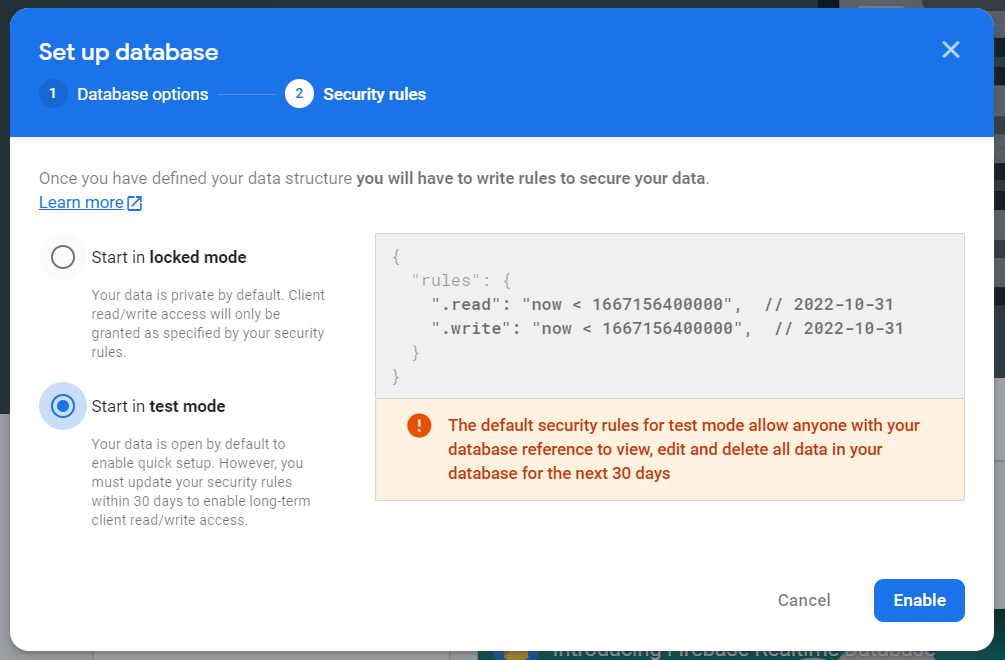 Set up database
1 Database options
2 Security rules
Once you have defined your data structure you will have to write rules to secure your data.
Learn more
Start in locked mode
Your data is private by default. Client
read/write access will only be
granted as specified by your security
rules.
Start in test mode
Your data is open by default to
enable quick setup. However, you
must update your security rules
within 30 days to enable long-term
client read/write access.
{
"rules": {
".read": "now < 1667156400000",  // 2022-10-31
".write": "now < 1667156400000",  // 2022-10-31
}
}
The default security rules for test mode allow anyone with your
database reference to view, edit and delete all data in your
database for the next 30 days
Cancel
Enable
Introducing Firebase Realtime Database